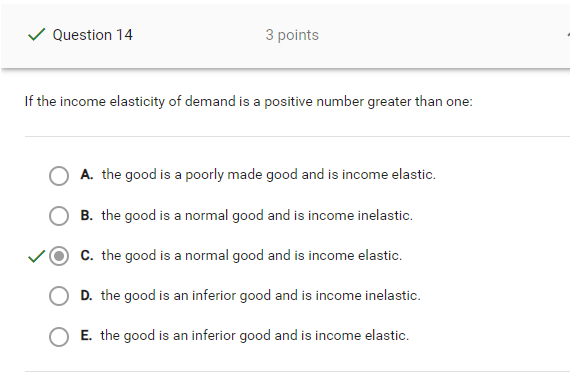 Question 14 3 points
If the income elasticity of demand is a positive number greater than one:
A. the good is a poorly made good and is income elastic.
B. the good is a normal good and is income inelastic.
C. the good is a normal good and is income elastic.
D. the good is an inferior good and is income inelastic.
E. the good is an inferior good and is income elastic.